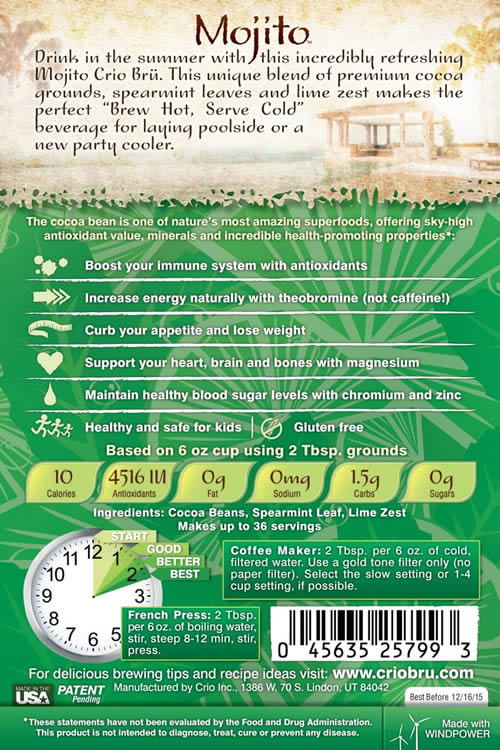 Mojito™
Drink in the summer with this incredibly refreshing
Mojito Crio Brü. This unique blend of premium cocoa
grounds, spearmint leaves and lime zest makes the
perfect “Brew Hot, Serve Cold”
beverage for laying poolside or a
new party cooler.
The cocoa bean is one of nature's most amazing superfoods, offering sky-high
antioxidant value, minerals and incredible health-promoting properties*:
Boost your immune system with antioxidants
Increase energy naturally with theobromine (not caffeine!)
Curb your appetite and lose weight
Support your heart, brain and bones with magnesium
Maintain healthy blood sugar levels with chromium and zinc
Healthy and safe for kids Gluten free
Based on 6 oz cup using 2 Tbsp. grounds
10 4516 IU 0g 0mg 1.5g 0g
Calories Antioxidants Fat Sodium Carbs Sugars
Ingredients: Cocoa Beans, Spearmint Leaf, Lime Zest
Makes up to 36 servings
START
GOOD
BETTER
BEST
12 1 2 3 4 5 6 7 8 9 10 11
Coffee Maker: 2 Tbsp. per 6 oz. of cold,
filtered water. Use a gold tone filter only (no
paper filter). Select the slow setting or 1-4
cup setting, if possible.
French Press: 2 Tbsp.
per 6 oz. of boiling water,
stir, steep 8-12 min, stir,
press.
0 45635 25799 3
For delicious brewing tips and recipe ideas visit: www.criobru.com
MADE IN THE
USA
PATENT
Pending
Manufactured by Crio Inc., 1386 W. 70 S. Lindon, UT 84042
Best Before 12/16/15
*These statements have not been evaluated by the Food and Drug Administration.
This product is not intended to diagnose, treat, cure or prevent any disease.
Made with
WINDPOWER